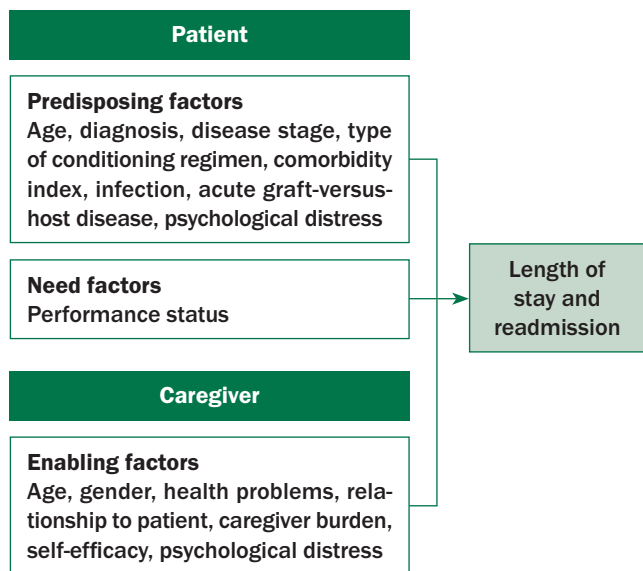 Patient
Predisposing factors
Age, diagnosis, disease stage, type
of conditioning regimen, comorbidity
index, infection, acute graft-versus-
host disease, psychological distress
Need factors
Performance status
Length of
stay and
readmission
Caregiver
Enabling factors
Age, gender, health problems, rela-
tionship to patient, caregiver burden,
self-efficacy, psychological distress